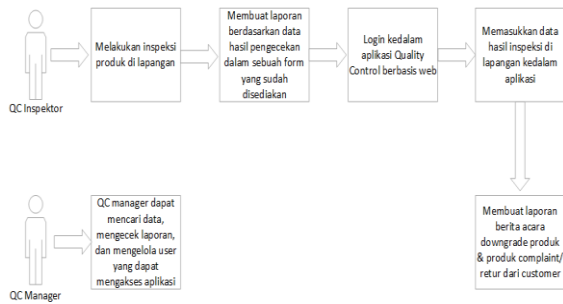 Melakukan inspeksi
produk di lapangan
Membuat laporan
berdasarkan data
hasil pengecekan
dalam sebuah form
yang sudah
disediakan
Login kedalam
aplikasi Quality
Control berbasis web
Memasukkan data
hasil inspeksi di
lapangan kedalam
aplikasi
QC Inspektor
QC manager dapat
mencari data,
mengecek laporan,
dan mengelola user
yang dapat
mengakses aplikasi
Membuat laporan
berita acara
downgrade produk
& produk complaint/
retur dari customer
QC Manager